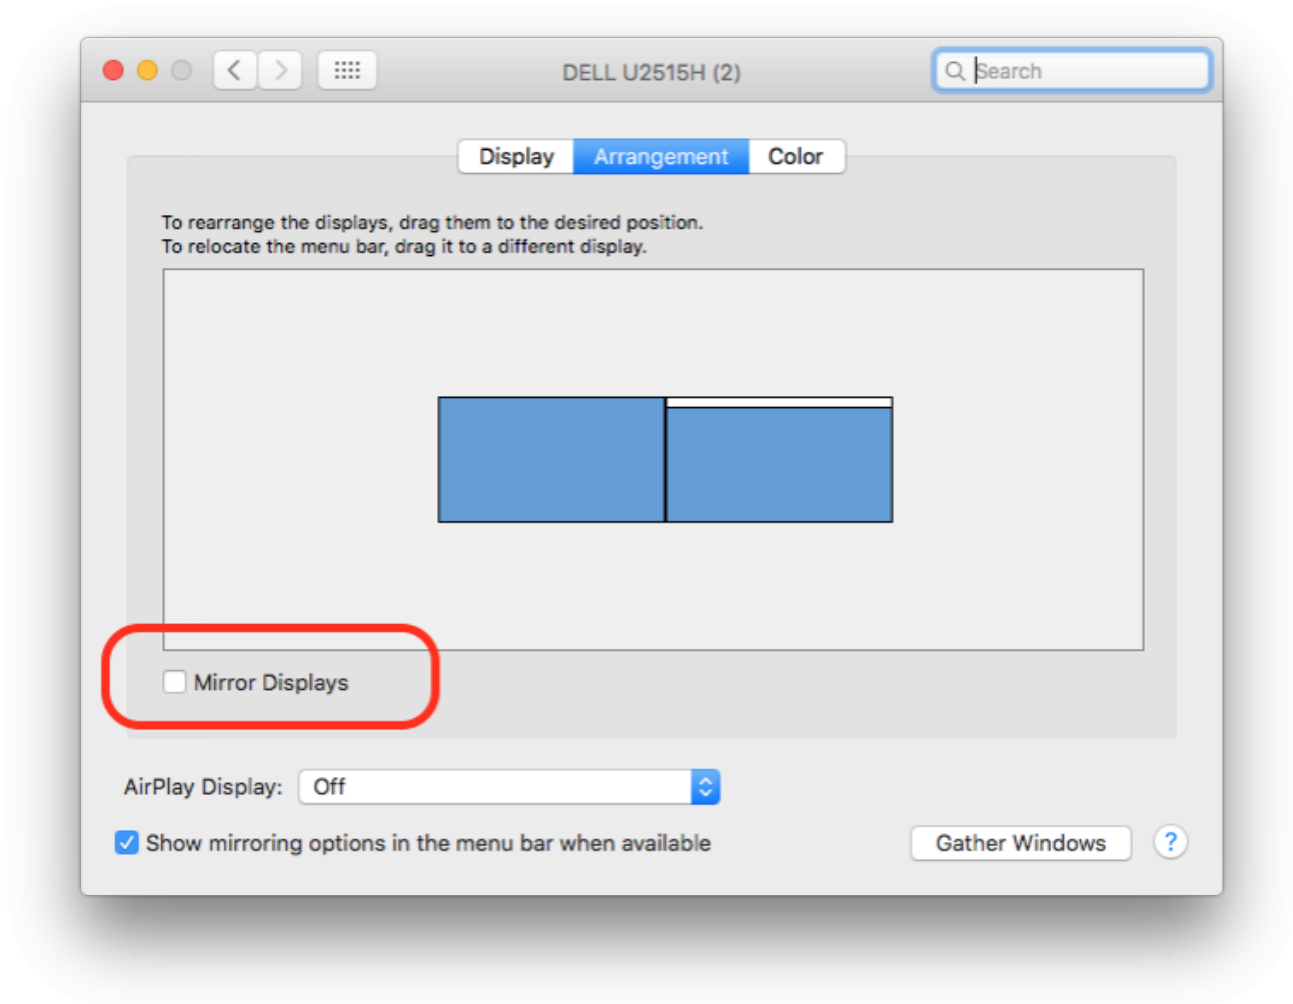 DELL U2515H (2)
Search
Display
Arrangement
Color
To rearrange the displays, drag them to the desired position.
To relocate the menu bar, drag it to a different display.
Mirror Displays
AirPlay Display:
Off
Show mirroring options in the menu bar when available
Gather Windows
?